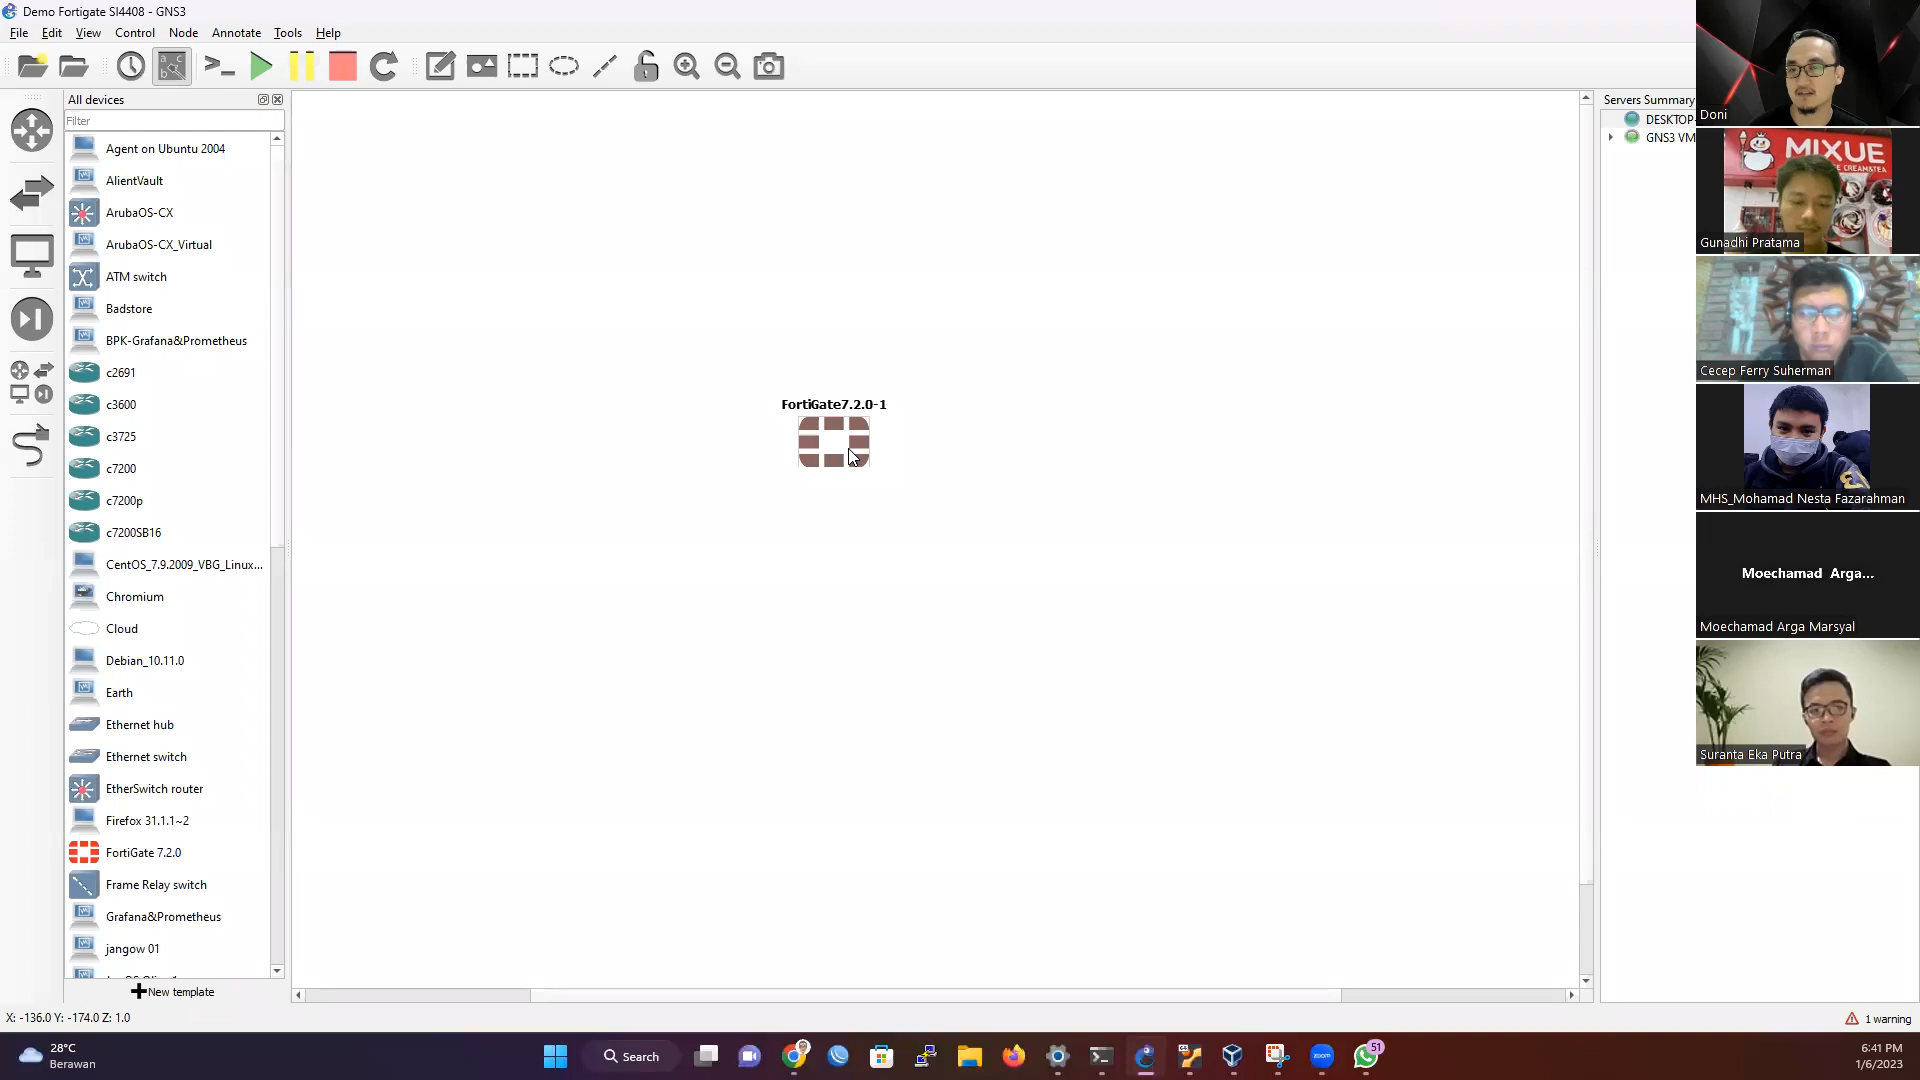 Demo Fortigate SI4408 - GNS3
File Edit View Control Node Annotate Tools Help
All devices
Filter
Agent on Ubuntu 2004
AlientVault
ArubaOS-CX
ArubaOS-CX_Virtual
ATM switch
Badstore
BPK-Grafana&Prometheus
c2691
c3600
c3725
c7200
c7200p
c7200SB16
CentOS_7.9.2009_VBG_Linux...
Chromium
Cloud
Debian_10.11.0
Earth
Ethernet hub
Ethernet switch
EtherSwitch router
Firefox 31.1.1~2
FortiGate 7.2.0
Frame Relay switch
Grafana&Prometheus
jangow 01
New template
X: -136.0 Y: -174.0 Z: 1.0
FortiGate7.2.0-1
Servers Summary
DESKTOP-
GNS3 VM
Doni
MIXUE
ICE CREAM&TEA
Gunadhi Pratama
Cecep Ferry Suherman
MHS_Mohamad Nesta Fazarahman
Moechamad Arga...
Moechamad Arga Marsyal
Suranta Eka Putra
1 warning
28°C
Berawan
Search
zoom
51
6:41 PM
1/6/2023